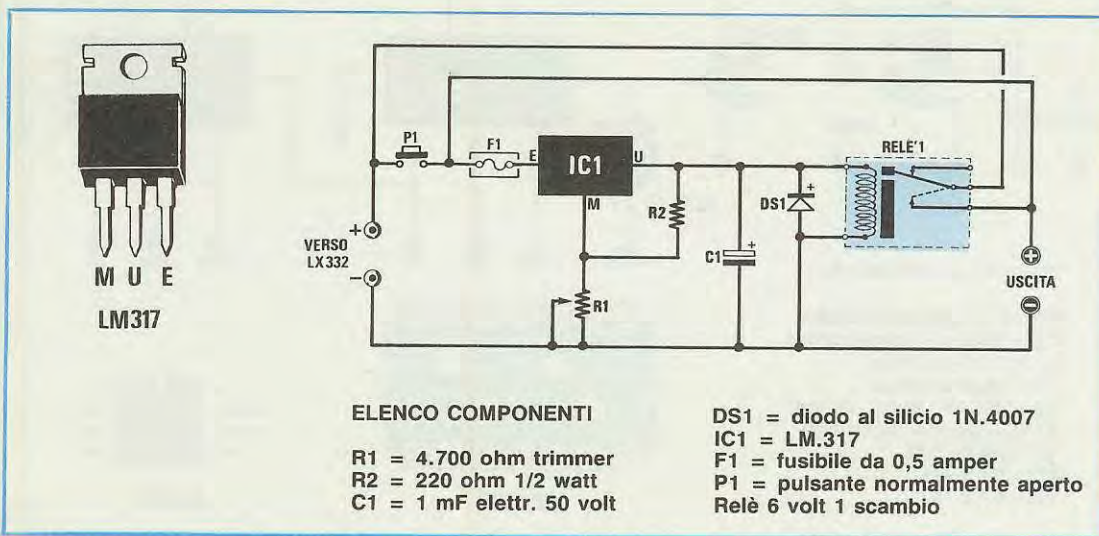 M U E
LM317
P1
F1
E
IC1
U
M
R2
C1
+
DS1
+
RELÈ'1
+
VERSO
LX332
−
R1
+
USCITA
−
ELENCO COMPONENTI
R1 = 4.700 ohm trimmer
R2 = 220 ohm 1/2 watt
C1 = 1 mF elettr. 50 volt
DS1 = diodo al silicio 1N.4007
IC1 = LM.317
F1 = fusibile da 0,5 amper
P1 = pulsante normalmente aperto
Relè 6 volt 1 scambio